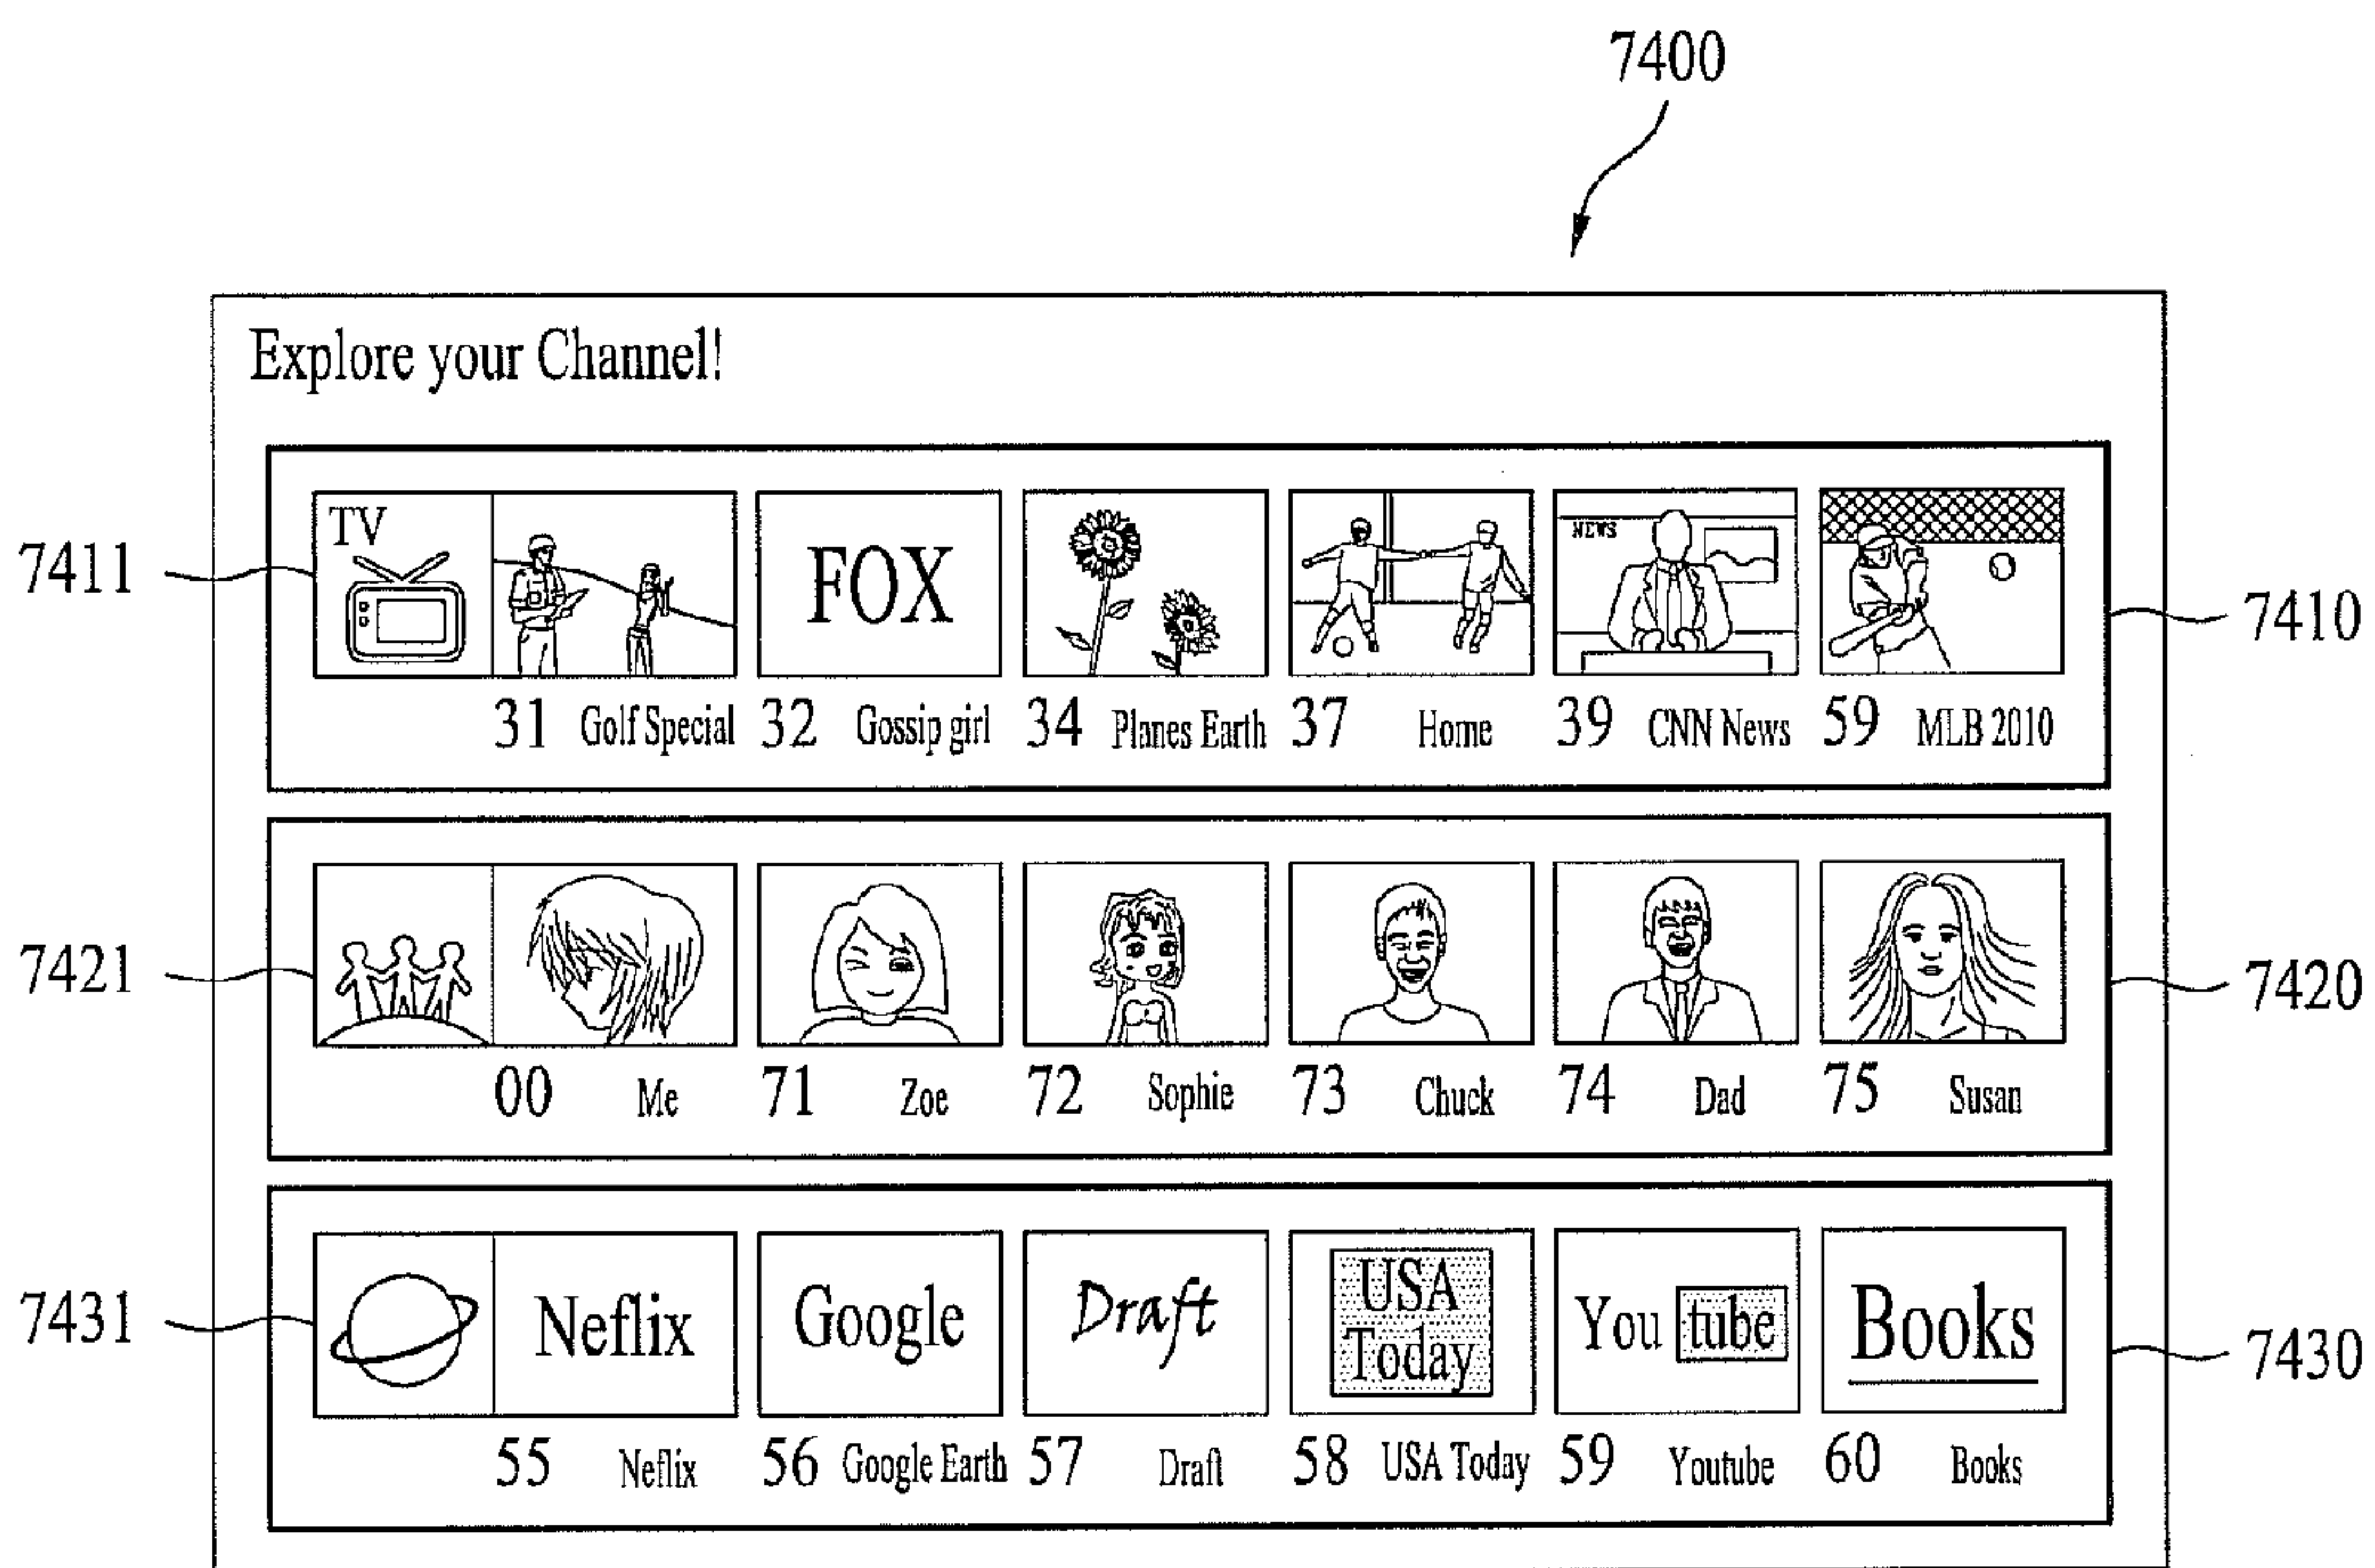 7400
Explore your Channel!
7411
TV
FOX
NEWS
7410
31 Golf Special 32 Gossip girl 34 Planes Earth 37 Home 39 CNN News 59 MLB 2010
7421
7420
00 Me 71 Zoe 72 Sophie 73 Chuck 74 Dad 75 Susan
7431
Neflix
Google
Draft
USA
Today
You tube
Books
7430
55 Neflix 56 Google Earth 57 Draft 58 USA Today 59 Youtube 60 Books